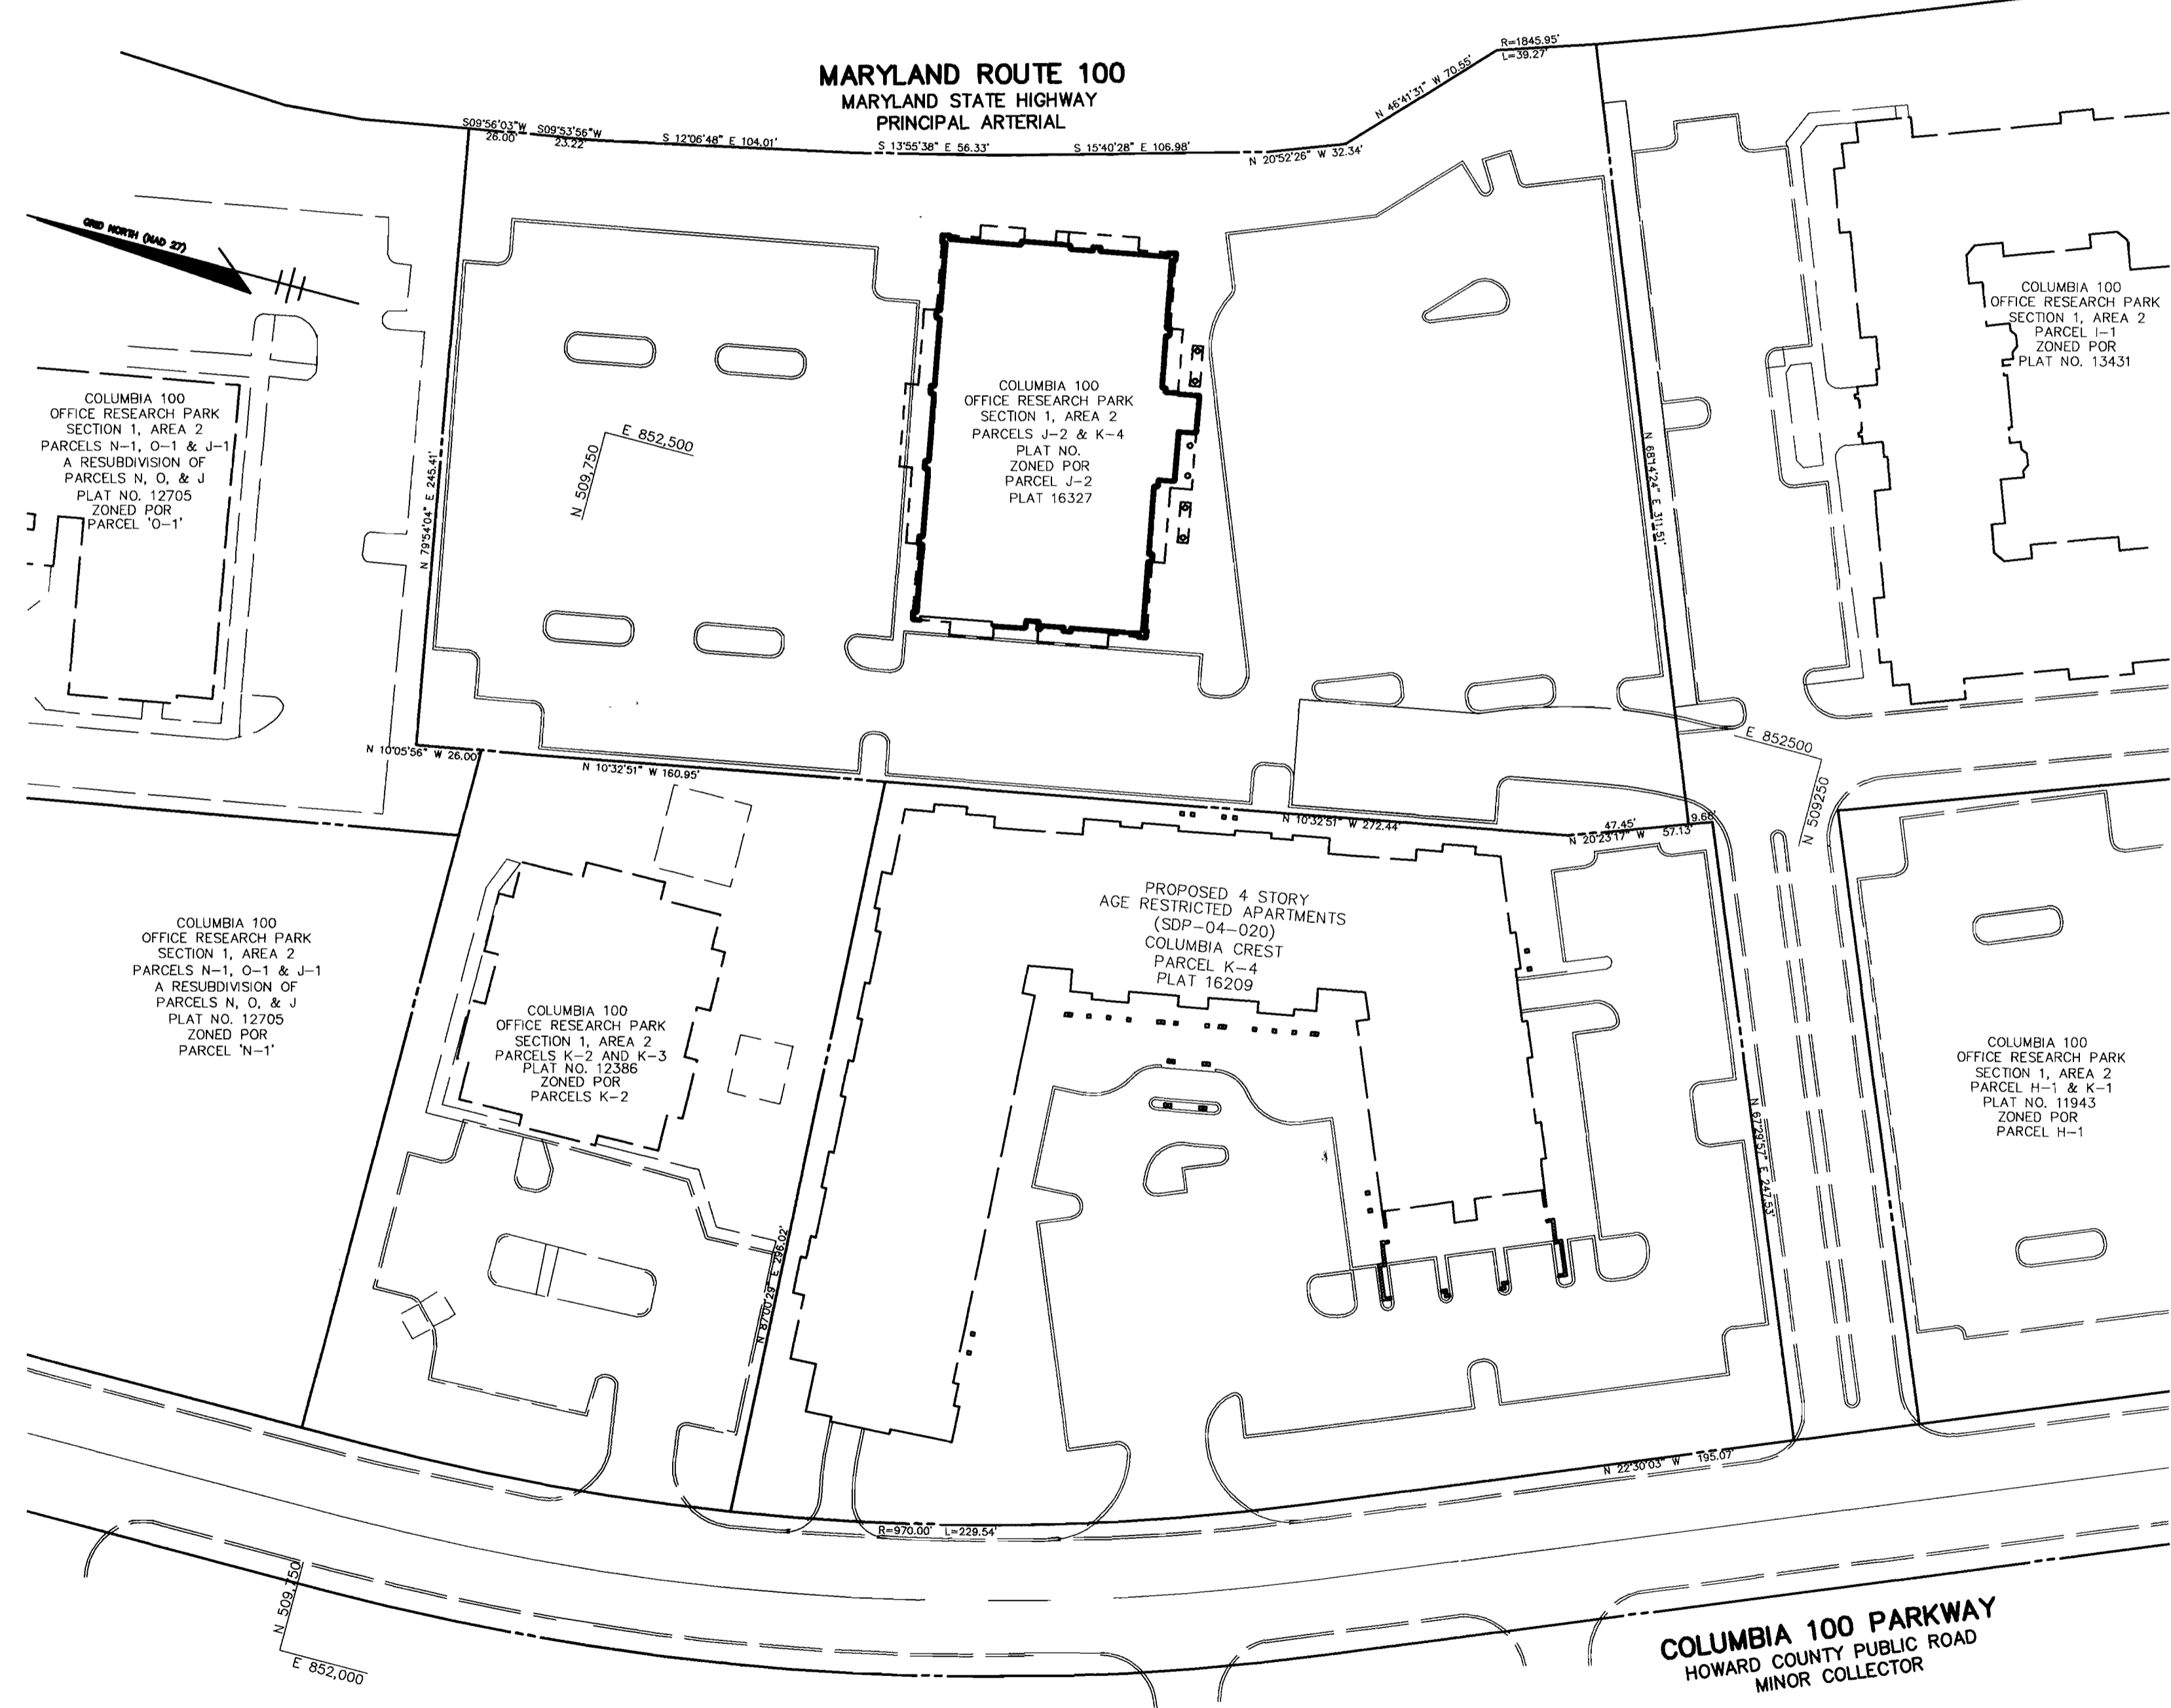 MARYLAND ROUTE 100
MARYLAND STATE HIGHWAY
PRINCIPAL ARTERIAL
R=1845.95'
L=39.27'
N 46°41'31" W 70.55'
S09°56'03"W
26.00'
S09°53'56"W
23.22'
S 12°06'48" E 104.01'
S 13°55'38" E 56.33'
S 15°40'28" E 106.98'
N 20°52'26" W 32.34'
GRID NORTH (NAD 27)
COLUMBIA 100
OFFICE RESEARCH PARK
SECTION 1, AREA 2
PARCEL I-1
ZONED POR
PLAT NO. 13431
COLUMBIA 100
OFFICE RESEARCH PARK
SECTION 1, AREA 2
PARCELS N-1, O-1 & J-1
A RESUBDIVISION OF
PARCELS N, O, & J
PLAT NO. 12705
ZONED POR
PARCEL 'O-1'
N 79°54'04" E 245.41'
E 852,500
N 509,750
COLUMBIA 100
OFFICE RESEARCH PARK
SECTION 1, AREA 2
PARCELS J-2 & K-4
PLAT NO.
ZONED POR
PARCEL J-2
PLAT 16327
N 68°14'24" E 311.51'
E 852500
N 509250
N 10°05'56" W 26.00'
N 10°32'51" W 160.95'
N 10°32'51" W 272.44'
47.45'
9.68'
N 20°23'17" W 57.13'
PROPOSED 4 STORY
AGE RESTRICTED APARTMENTS
(SDP-04-020)
COLUMBIA CREST
PARCEL K-4
PLAT 16209
COLUMBIA 100
OFFICE RESEARCH PARK
SECTION 1, AREA 2
PARCELS N-1, O-1 & J-1
A RESUBDIVISION OF
PARCELS N, O, & J
PLAT NO. 12705
ZONED POR
PARCEL 'N-1'
COLUMBIA 100
OFFICE RESEARCH PARK
SECTION 1, AREA 2
PARCELS K-2 AND K-3
PLAT NO. 12386
ZONED POR
PARCELS K-2
COLUMBIA 100
OFFICE RESEARCH PARK
SECTION 1, AREA 2
PARCEL H-1 & K-1
PLAT NO. 11943
ZONED POR
PARCEL H-1
N 67°29'57" E 247.53'
N 87°00'29" E 296.02'
N 22°30'03" W 195.07'
R=970.00' L=229.54'
N 509,750
E 852,000
COLUMBIA 100 PARKWAY
HOWARD COUNTY PUBLIC ROAD
MINOR COLLECTOR